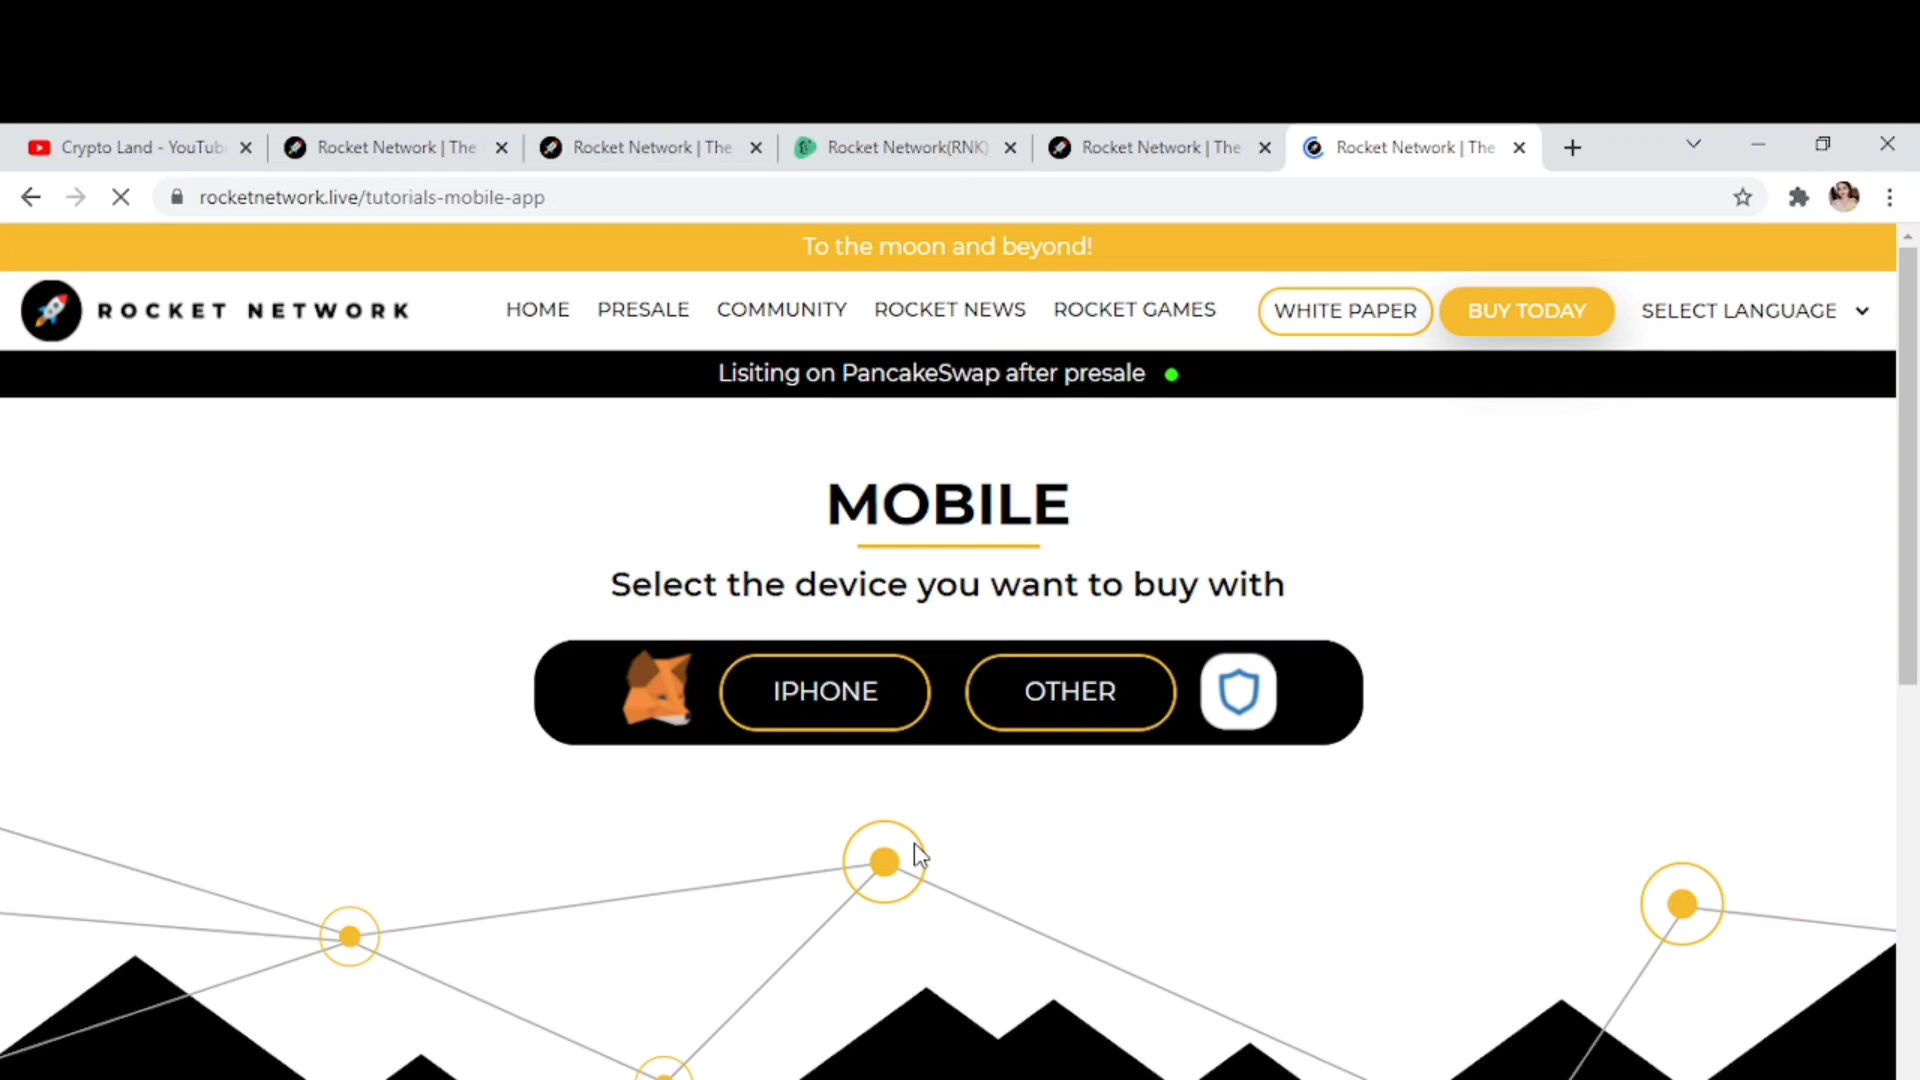 Crypto Land - YouTub
Rocket Network | The
Rocket Network | The
Rocket Network(RNK)
Rocket Network | The
Rocket Network | The
rocketnetwork.live/tutorials-mobile-app
To the moon and beyond!
ROCKET NETWORK
HOME PRESALE COMMUNITY ROCKET NEWS ROCKET GAMES WHITE PAPER BUY TODAY SELECT LANGUAGE
Lisiting on PancakeSwap after presale
MOBILE
Select the device you want to buy with
IPHONE OTHER